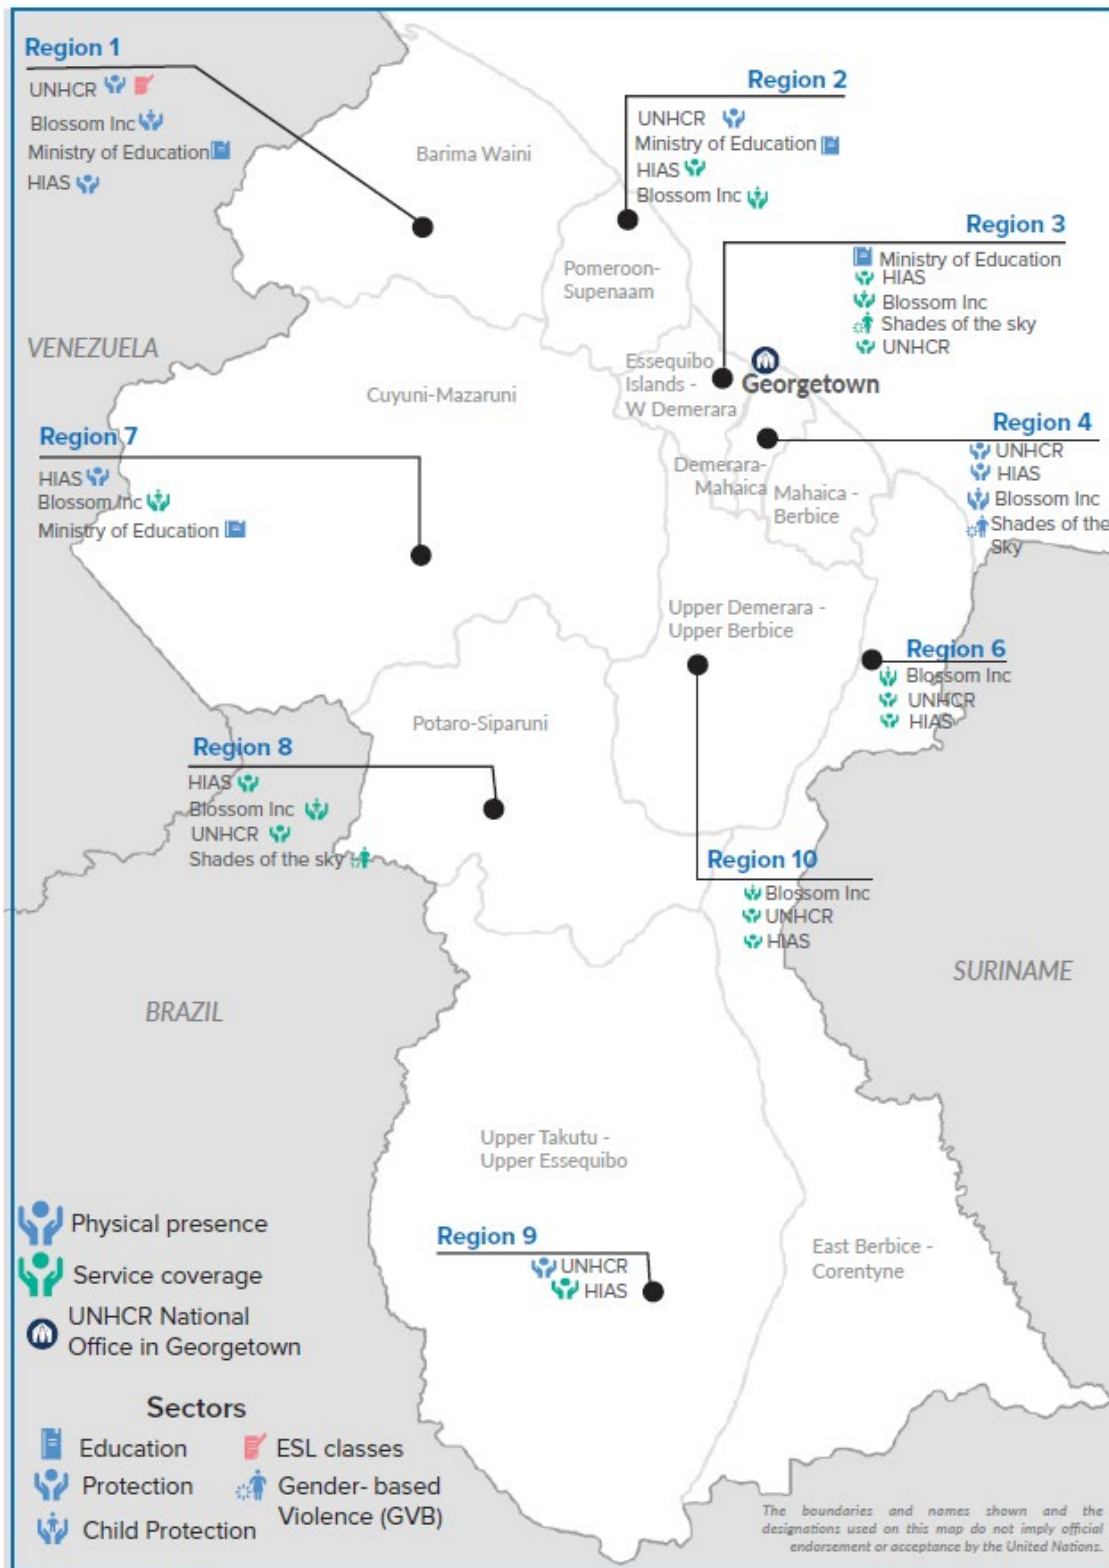 Region 1
UNHCR
Blossom Inc
Ministry of Education
HIAS
Barima Waini
Region 2
UNHCR
Ministry of Education
HIAS
Blossom Inc
Pomeroon-
Supenaam
Region 3
Ministry of Education
HIAS
Blossom Inc
Shades of the sky
UNHCR
VENEZUELA
Essequibo
Islands -
W Demerara
Georgetown
Cuyuni-Mazaruni
Region 4
UNHCR
HIAS
Blossom Inc
Shades of the
Sky
Region 7
HIAS
Blossom Inc
Ministry of Education
Demerara-
Mahaica
Mahaica -
Berbice
Upper Demerara -
Upper Berbice
Region 6
Blossom Inc
UNHCR
HIAS
Potaro-Siparuni
Region 8
HIAS
Blossom Inc
UNHCR
Shades of the sky
Region 10
Blossom Inc
UNHCR
HIAS
SURINAME
BRAZIL
Upper Takutu -
Upper Essequibo
Region 9
UNHCR
HIAS
East Berbice -
Corentyne
Physical presence
Service coverage
UNHCR National
Office in Georgetown
Sectors
Education
ESL classes
Protection
Gender- based
Violence (GVB)
Child Protection
The boundaries and names shown and the
designations used on this map do not imply official
endorsement or acceptance by the United Nations.